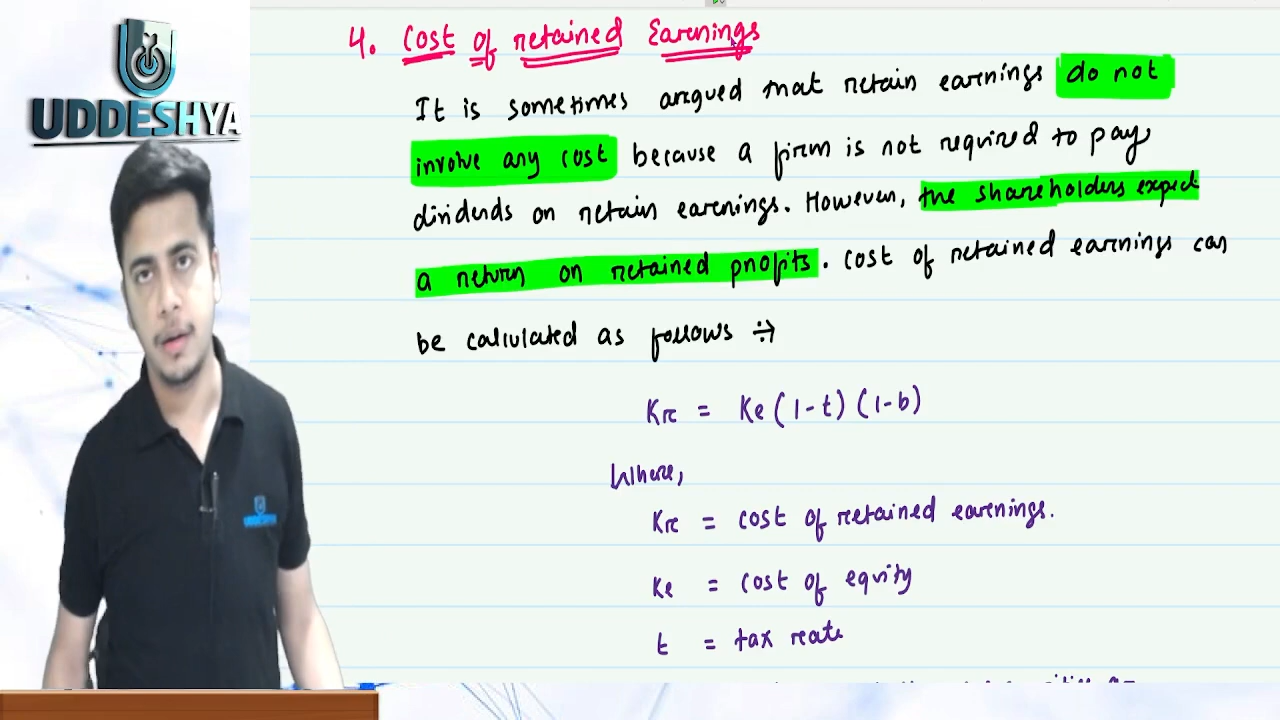 UDDESHYA
4. Cost of retained Earnings
It is sometimes argued that retain earnings do not
involve any cost because a firm is not required to pay
dividends on retain earnings. However, the shareholders expect
a return on retained profits. Cost of retained earnings can
be calculated as follows :→
Kr = Ke (1-t) (1-b)
Where,
Kr = cost of retained earnings.
Ke = cost of equity
t = tax rate